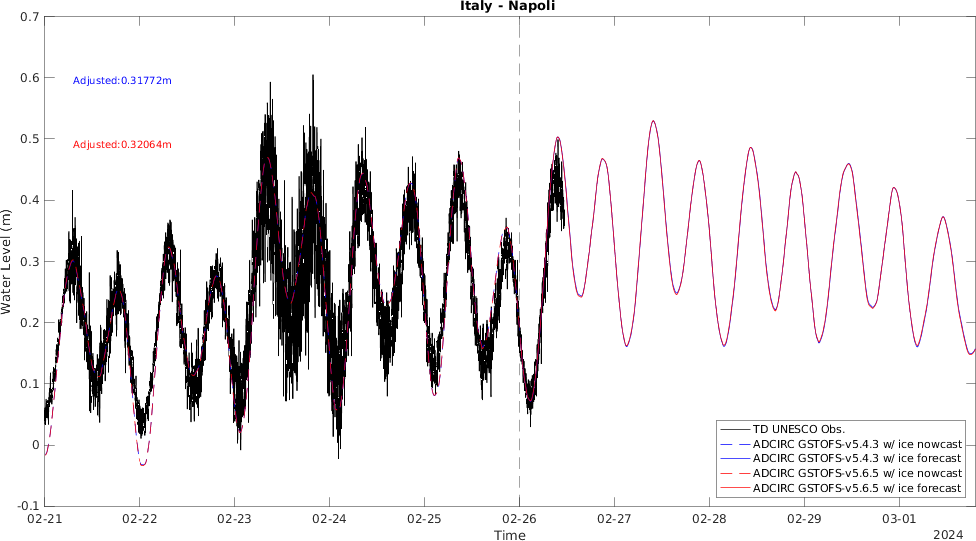 Italy - Napoli
0.7
0.6
0.5
0.4
0.3
0.2
0.1
0
-0.1
Water Level (m)
Adjusted:0.31772m
Adjusted:0.32064m
TD UNESCO Obs.
ADCIRC GSTOFS-v5.4.3 w/ ice nowcast
ADCIRC GSTOFS-v5.4.3 w/ ice forecast
ADCIRC GSTOFS-v5.6.5 w/ ice nowcast
ADCIRC GSTOFS-v5.6.5 w/ ice forecast
02-21 02-22 02-23 02-24 02-25 02-26 02-27 02-28 02-29 03-01
Time
2024